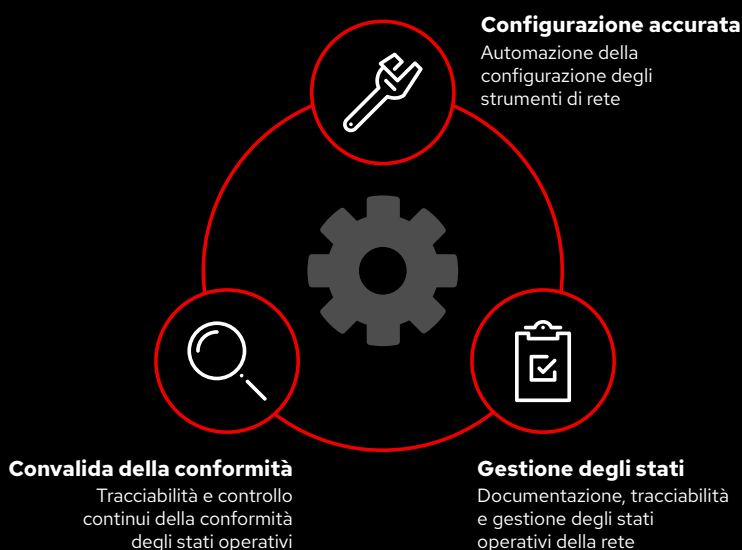 Configurazione accurata
Automazione della
configurazione degli
strumenti di rete
Convalida della conformità
Tracciabilità e controllo
continui della conformità
degli stati operativi
Gestione degli stati
Documentazione, tracciabilità
e gestione degli stati
operativi della rete